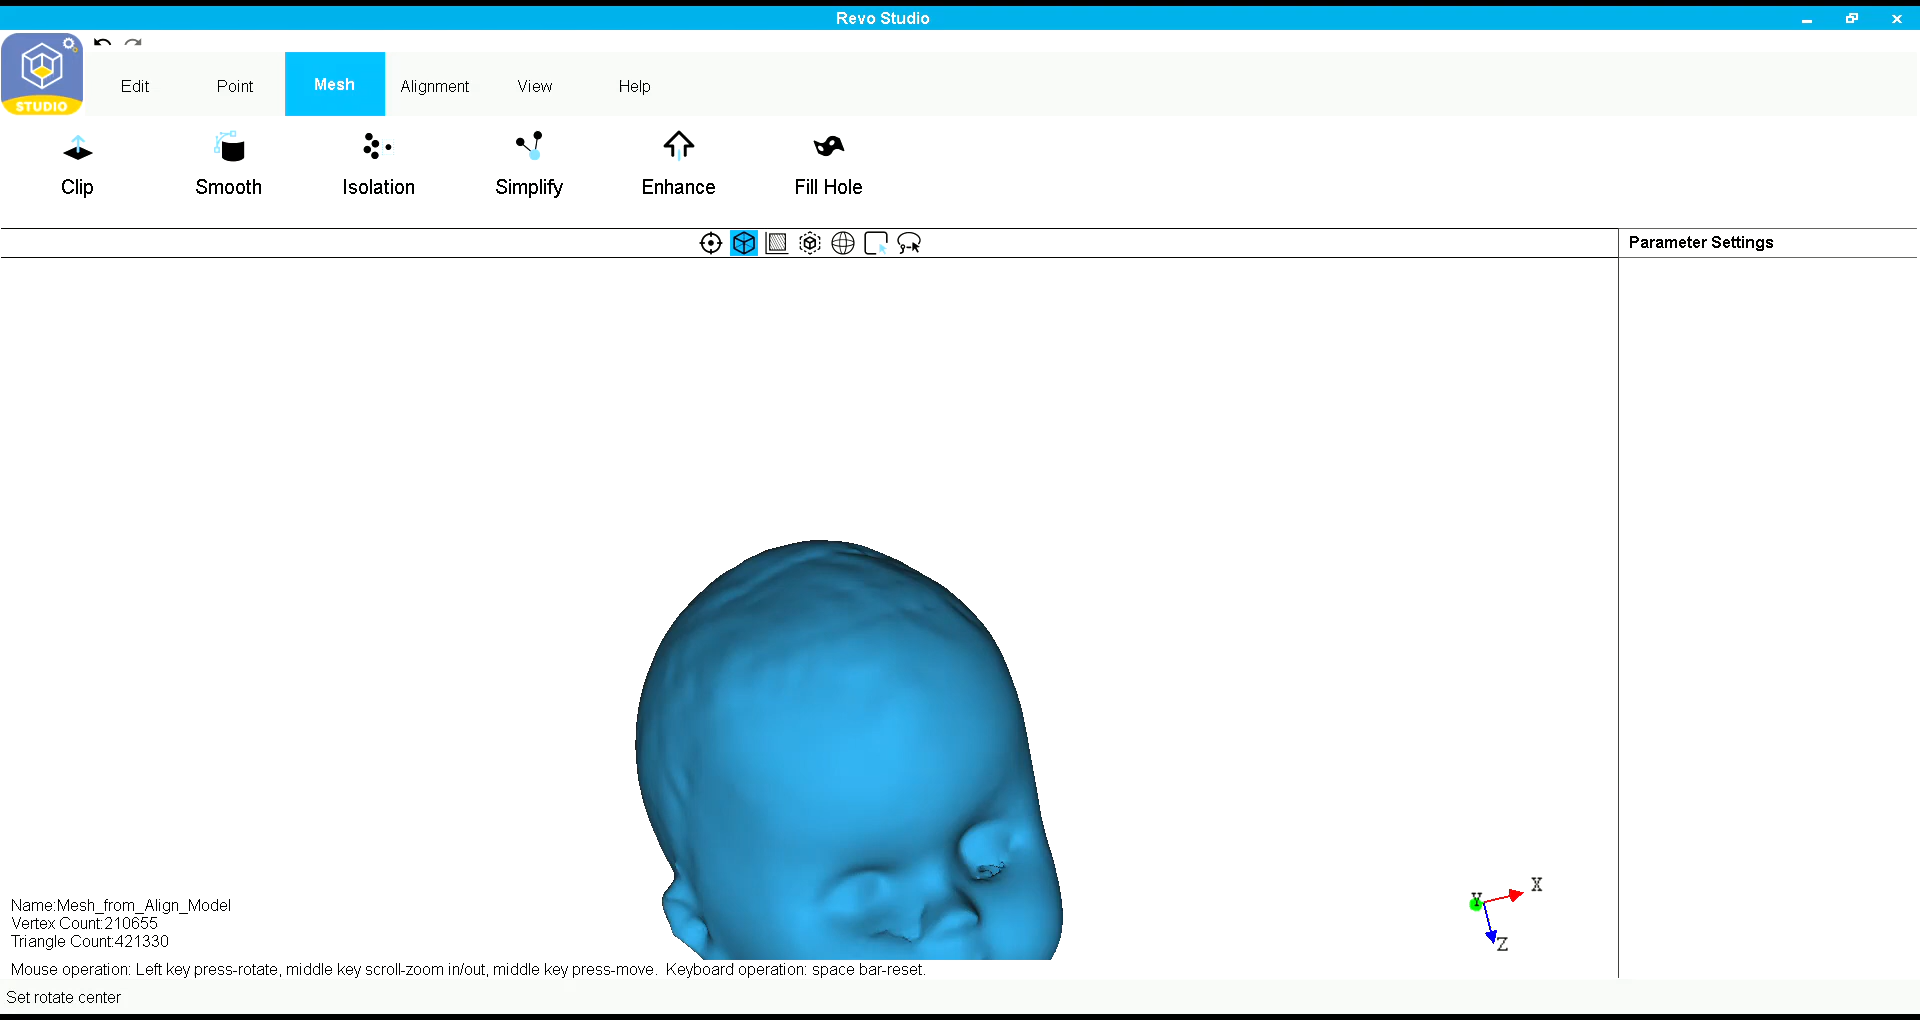 Revo Studio
STUDIO
Edit
Point
Mesh
Alignment
View
Help
Clip
Smooth
Isolation
Simplify
Enhance
Fill Hole
Parameter Settings
X
Y
Z
Name:Mesh_from_Align_Model
Vertex Count:210655
Triangle Count:421330
Mouse operation: Left key press-rotate, middle key scroll-zoom in/out, middle key press-move.  Keyboard operation: space bar-reset.
Set rotate center